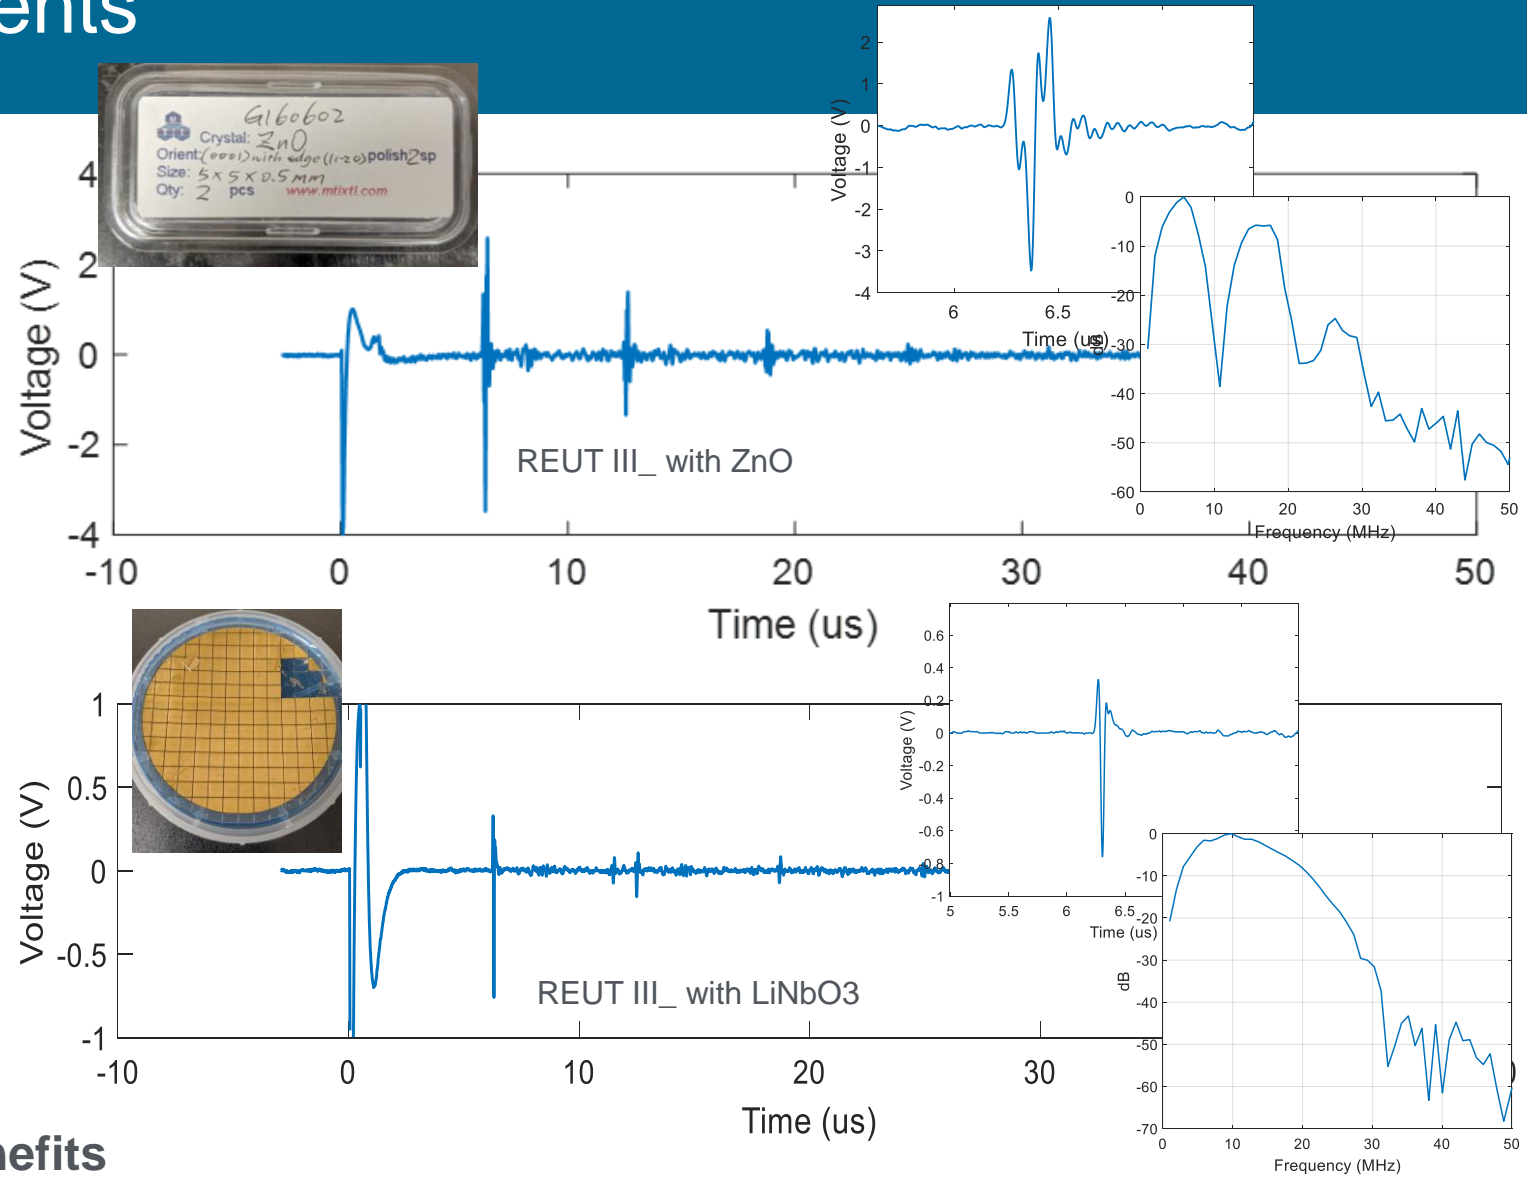 ents
G160602
Crystal: ZnO
Orient:(0001) with edge (11-20) polish 2sp
Size: 5 x 5 x 0.5 mm
Qty: 2 pcs www.mtixtl.com
4
2
0
-2
-4
Voltage (V)
-10 0 10 20 30 40 50
Time (us)
REUT III_ with ZnO
2
1
0
-1
-2
-3
-4
Voltage (V)
6 6.5
Time (us)
0
-10
-20
-30
-40
-50
-60
dB
0 10 20 30 40 50
Frequency (MHz)
1
0.5
0
-0.5
-1
Voltage (V)
-10 0 10 20 30
Time (us)
REUT III_ with LiNbO3
0.6
0.4
0.2
0
-0.2
-0.4
-0.6
-0.8
-1
Voltage (V)
5 5.5 6 6.5
Time (us)
0
-10
-20
-30
-40
-50
-60
-70
dB
0 10 20 30 40 50
Frequency (MHz)
nefits